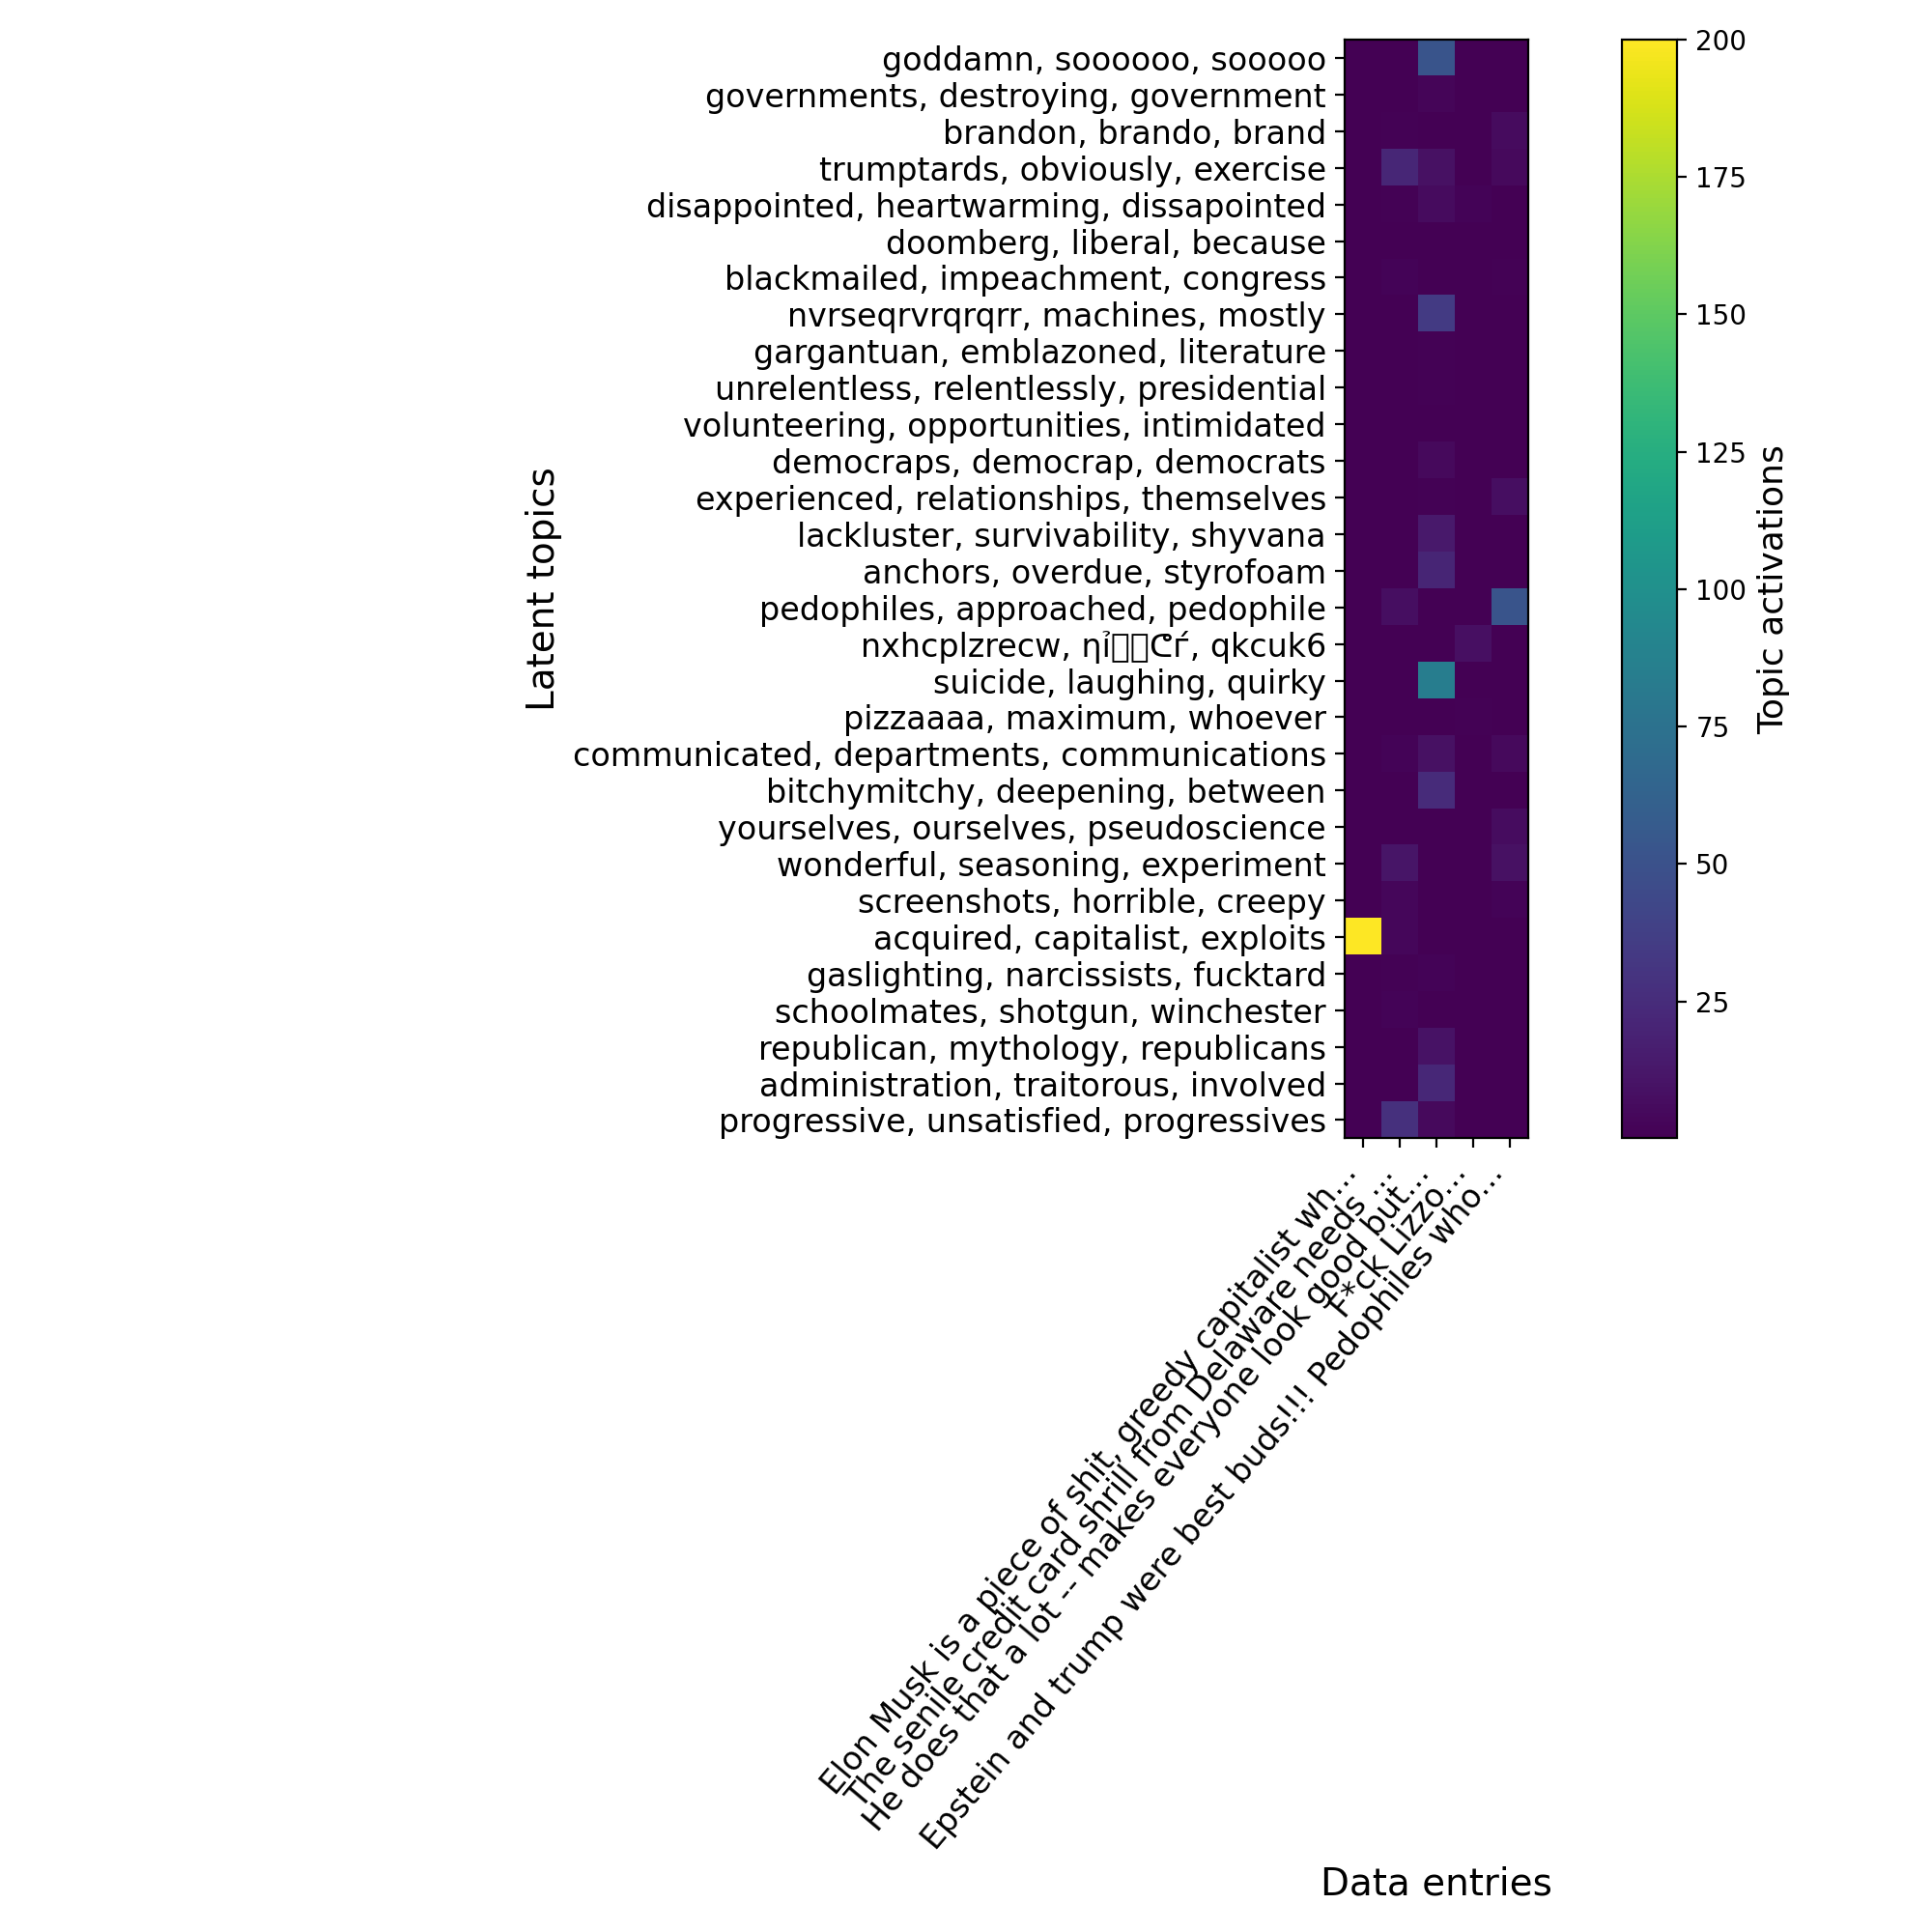 goddamn, soooooo, sooooo
governments, destroying, government
brandon, brando, brand
trumptards, obviously, exercise
disappointed, heartwarming, dissapointed
doomberg, liberal, because
blackmailed, impeachment, congress
nvrseqrvrqrqrr, machines, mostly
gargantuan, emblazoned, literature
unrelentless, relentlessly, presidential
volunteering, opportunities, intimidated
democraps, democrap, democrats
experienced, relationships, themselves
lackluster, survivability, shyvana
anchors, overdue, styrofoam
pedophiles, approached, pedophile
nxhcplzrecw, qkcuk6
suicide, laughing, quirky
pizzaaaa, maximum, whoever
communicated, departments, communications
bitchymitchy, deepening, between
yourselves, ourselves, pseudoscience
wonderful, seasoning, experiment
screenshots, horrible, creepy
acquired, capitalist, exploits
gaslighting, narcissists, fucktard
schoolmates, shotgun, winchester
republican, mythology, republicans
administration, traitorous, involved
progressive, unsatisfied, progressives
Latent topics
Elon Musk is a piece of shit, greedy capitalist wh...
The senile credit card shrill from Delaware needs ...
He does that a lot -- makes everyone look good but...
F*ck Lizzo...
Epstein and trump were best buds!!! Pedophiles who...
Data entries
200
175
150
125
100
75
50
25
Topic activations